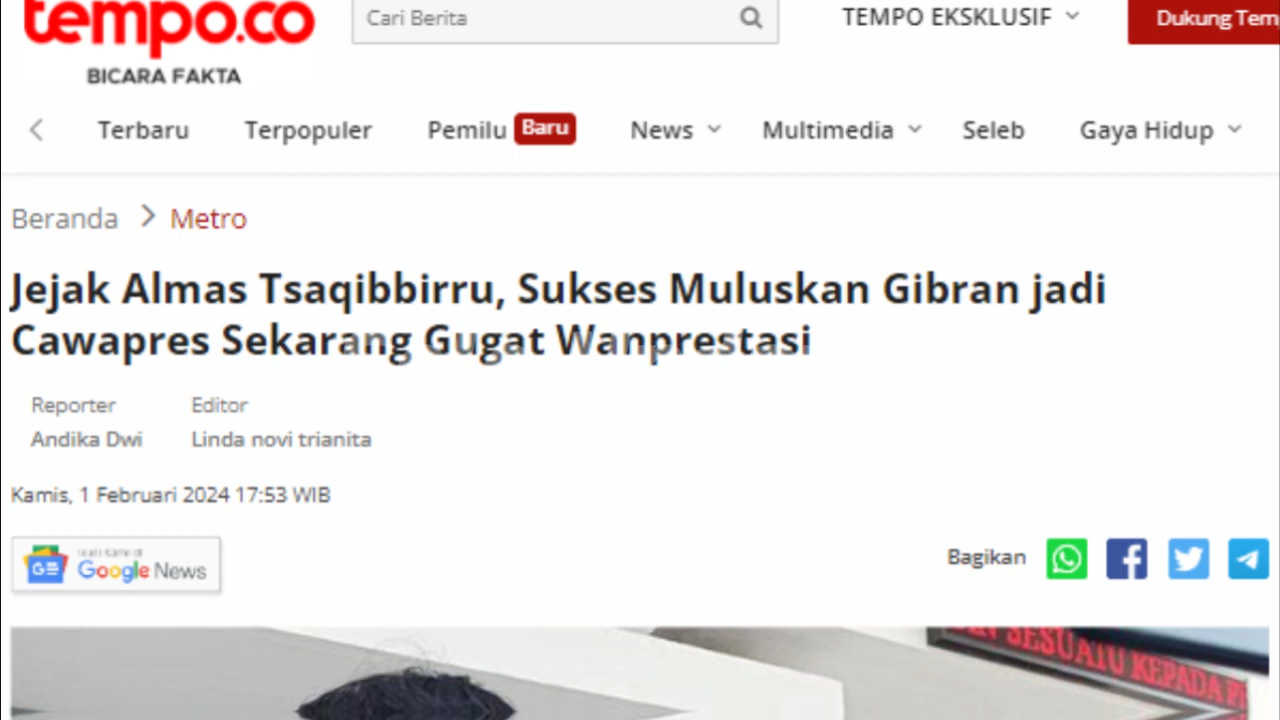 tempo.co
BICARA FAKTA
Cari Berita
TEMPO EKSKLUSIF
Dukung Tem
Terbaru
Terpopuler
Pemilu Baru
News
Multimedia
Seleb
Gaya Hidup
Beranda > Metro
Jejak Almas Tsaqibbirru, Sukses Muluskan Gibran jadi
Cawapres Sekarang Gugat Wanprestasi
Reporter
Editor
Andika Dwi
Linda novi trianita
Kamis, 1 Februari 2024 17:53 WIB
Google News
Bagikan
SESUATU KEPADA